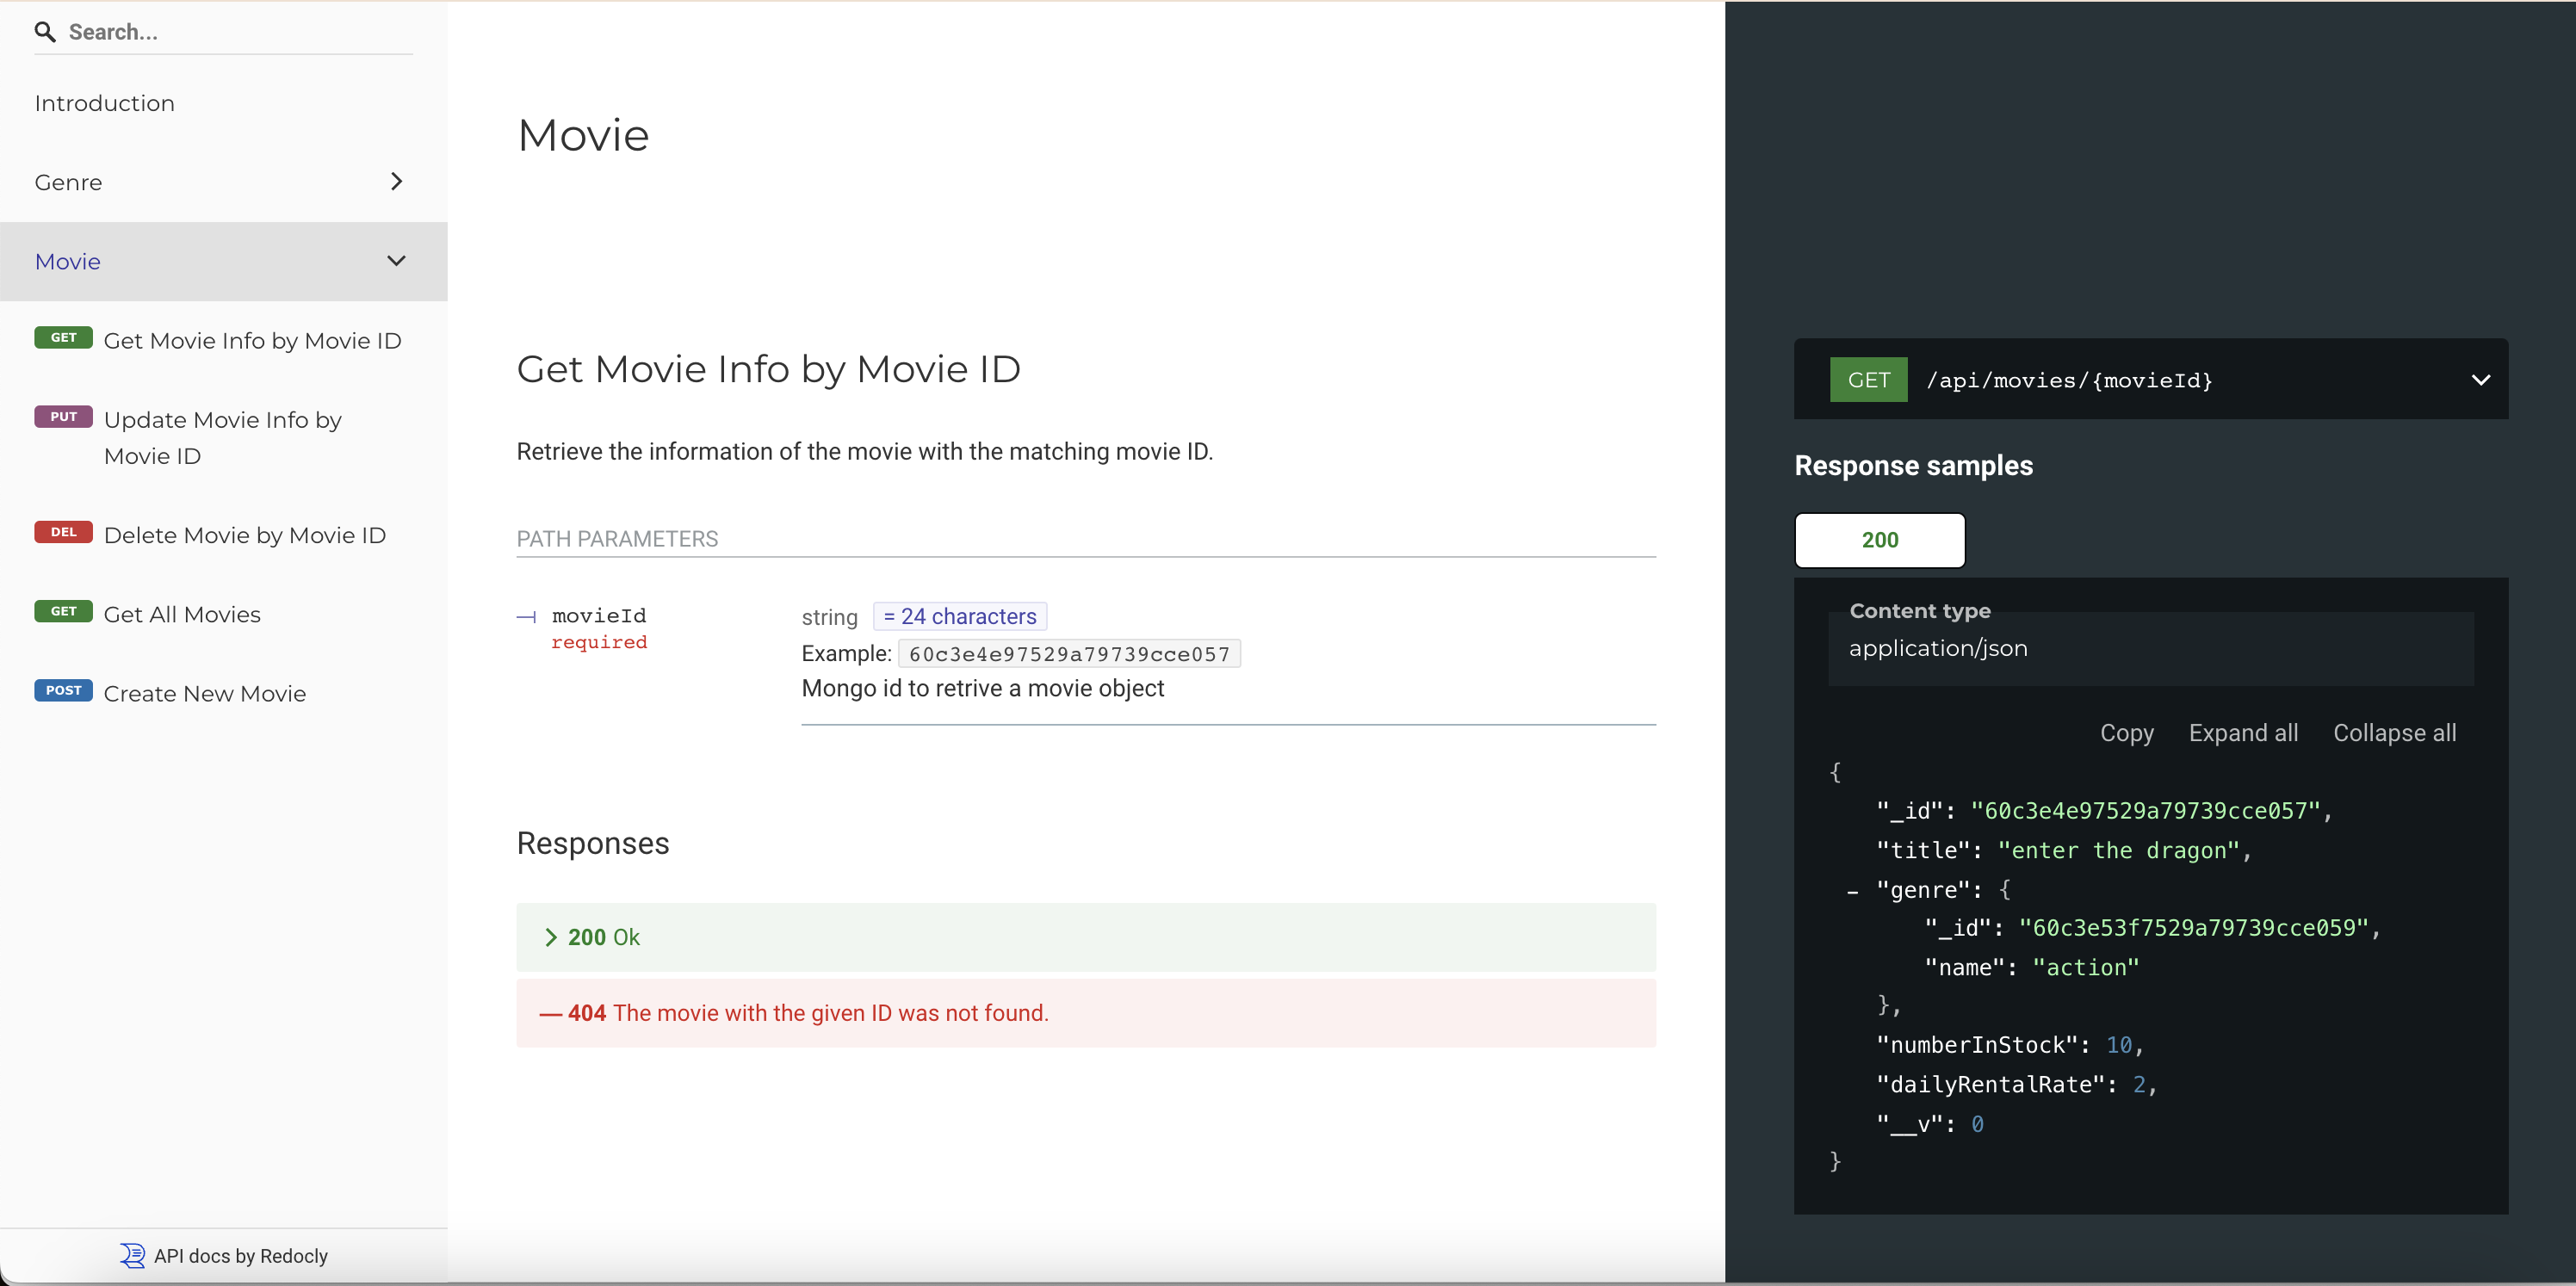 Search...
Introduction
Genre
Movie
GET Get Movie Info by Movie ID
PUT Update Movie Info by
Movie ID
DEL Delete Movie by Movie ID
GET Get All Movies
POST Create New Movie
API docs by Redocly
Movie
Get Movie Info by Movie ID
Retrieve the information of the movie with the matching movie ID.
PATH PARAMETERS
movieId
required
string = 24 characters
Example: 60c3e4e97529a79739cce057
Mongo id to retrive a movie object
Responses
200 Ok
404 The movie with the given ID was not found.
GET /api/movies/{movieId}
Response samples
200
Content type
application/json
Copy Expand all Collapse all
{
"_id": "60c3e4e97529a79739cce057",
"title": "enter the dragon",
- "genre": {
"_id": "60c3e53f7529a79739cce059",
"name": "action"
},
"numberInStock": 10,
"dailyRentalRate": 2,
"__v": 0
}